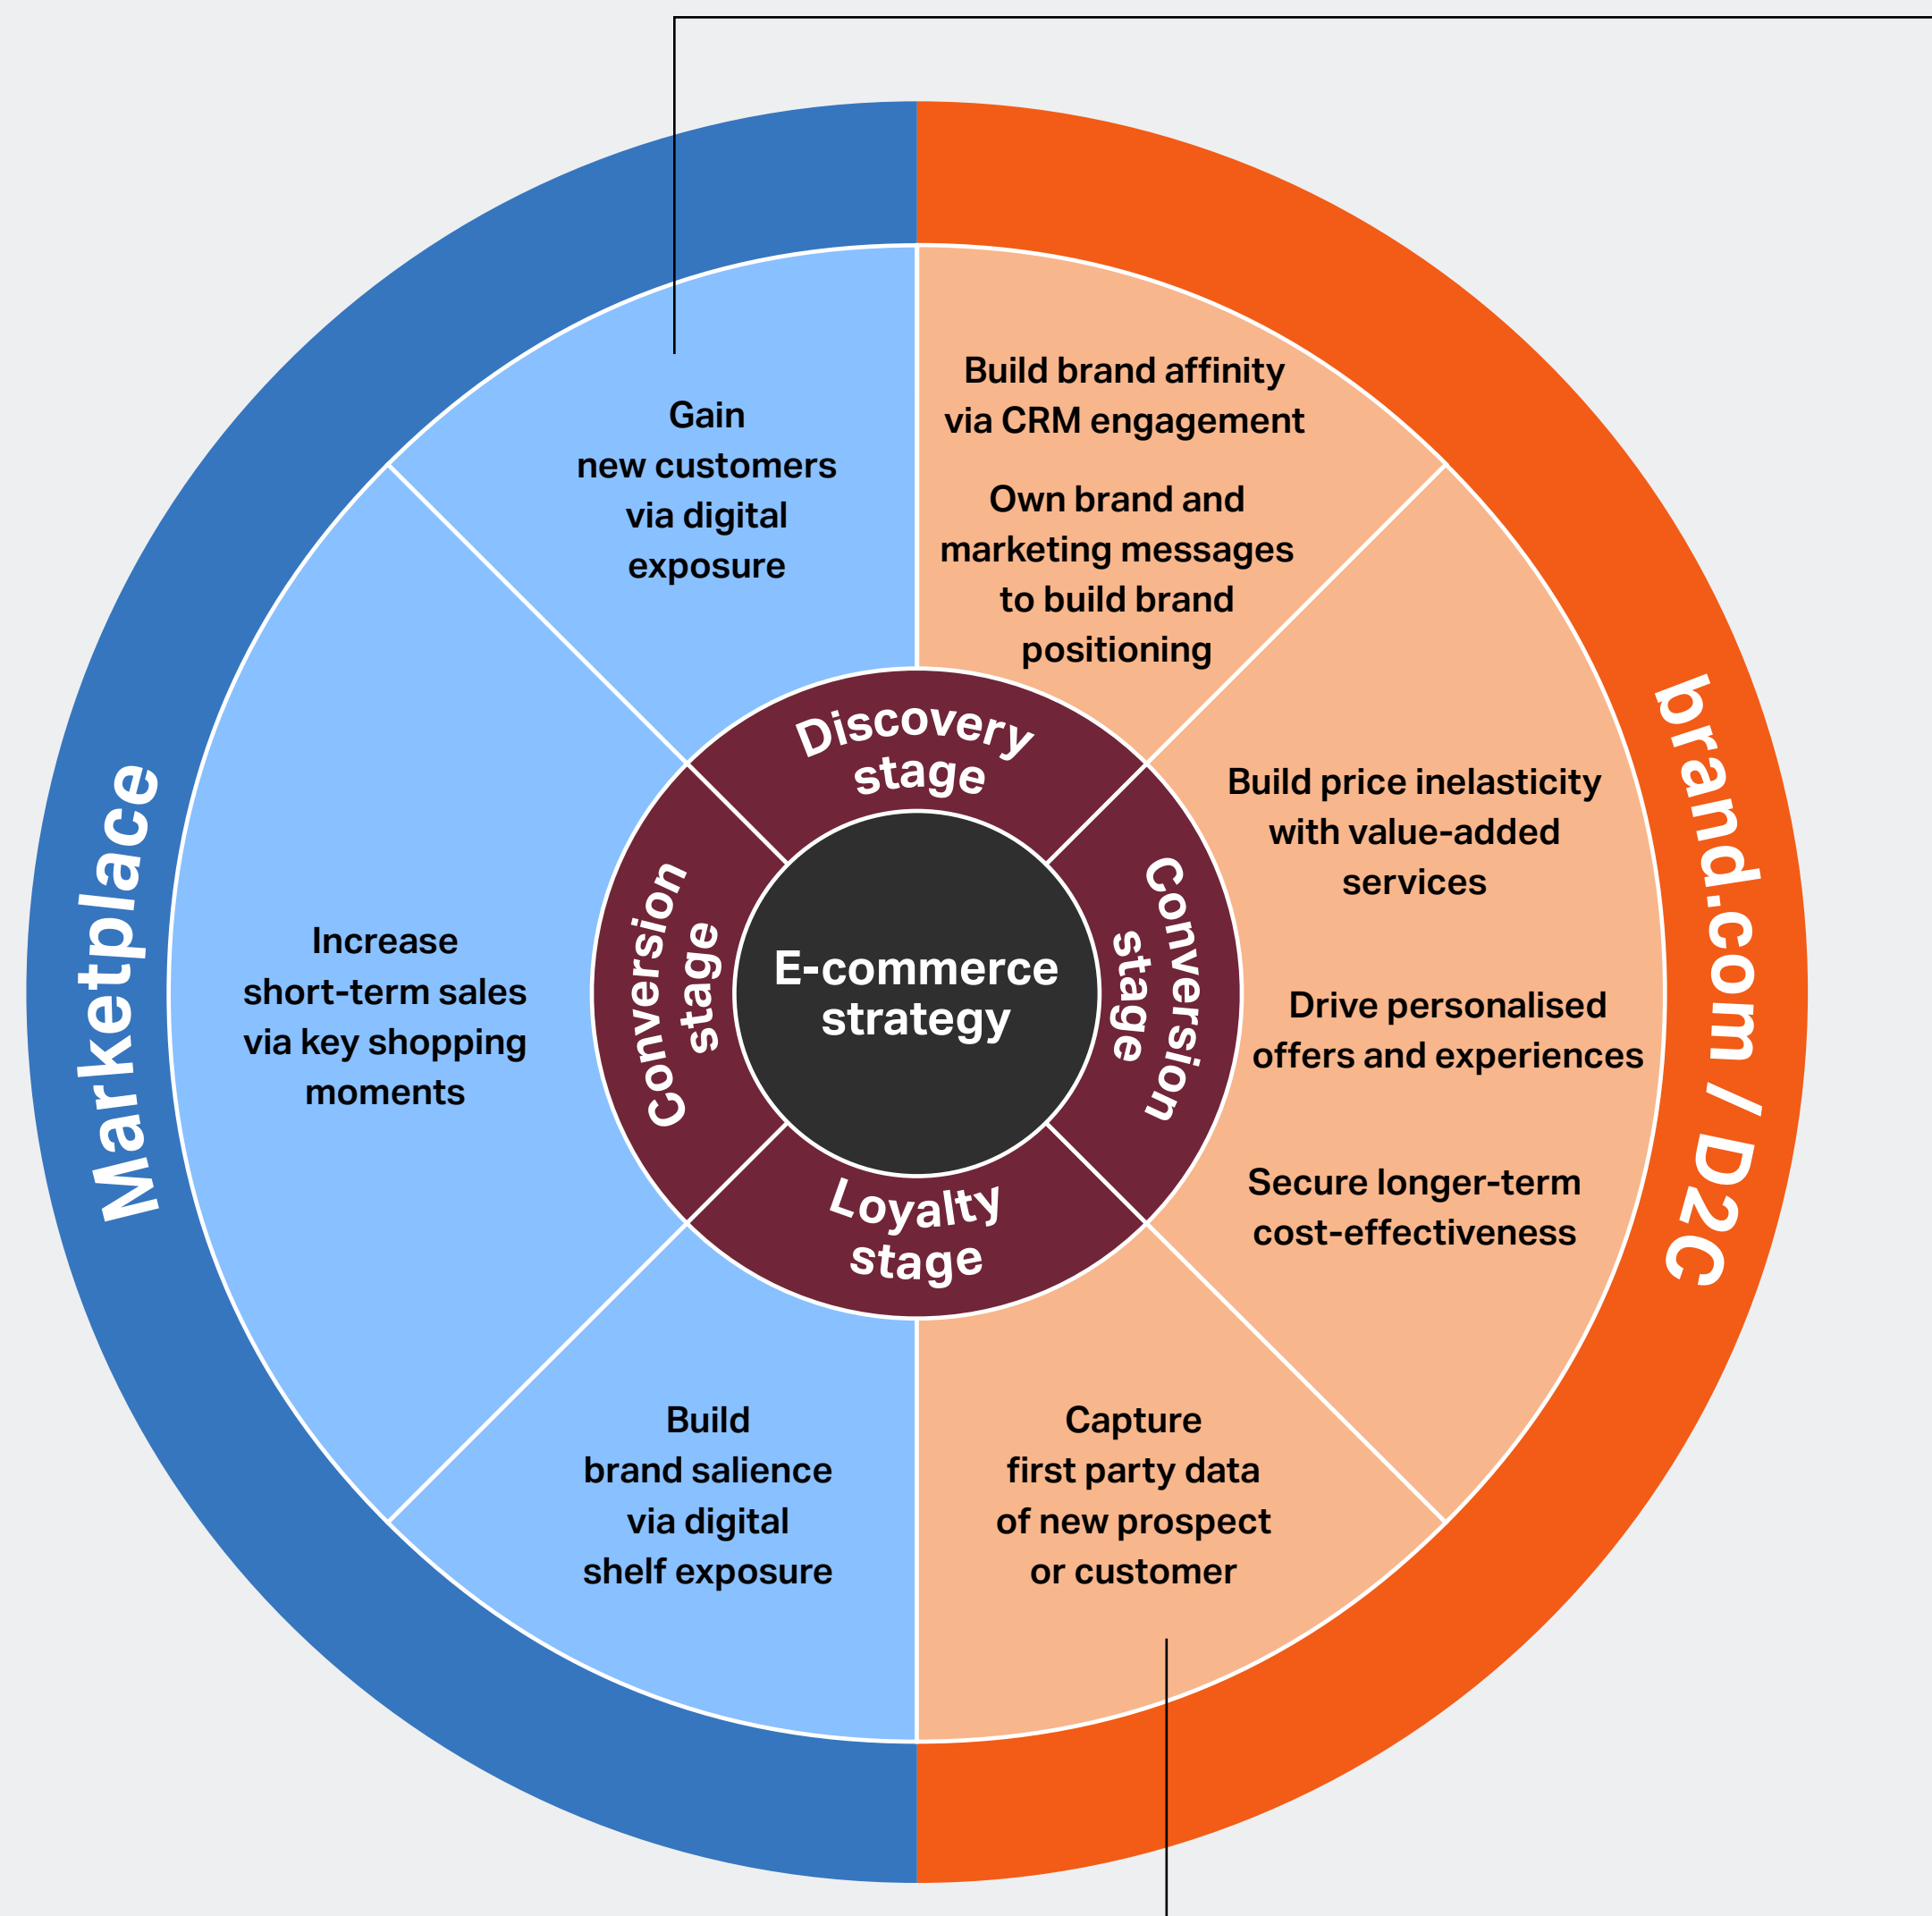 Marketplace
brand.com / D2C
Gain
new customers
via digital
exposure
Build brand affinity
via CRM engagement
Own brand and
marketing messages
to build brand
positioning
Discovery
stage
Increase
short-term sales
via key shopping
moments
Conversion
stage
E-commerce
strategy
Conversion
stage
Build price inelasticity
with value-added
services
Drive personalised
offers and experiences
Secure longer-term
cost-effectiveness
Loyalty
stage
Build
brand salience
via digital
shelf exposure
Capture
first party data
of new prospect
or customer